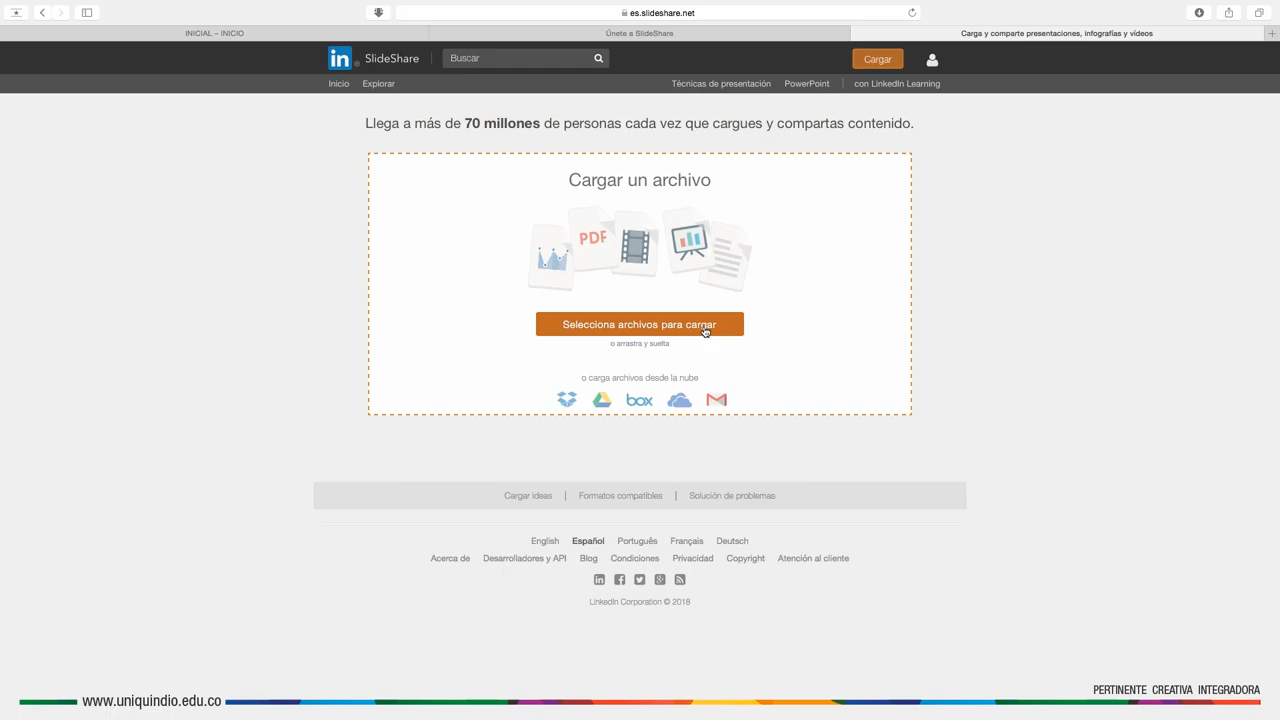 es.slideshare.net
INICIAL – INICIO
Únete a SlideShare
Carga y comparte presentaciones, infografías y vídeos
in
SlideShare
Buscar
Cargar
Inicio
Explorar
Técnicas de presentación
PowerPoint
con LinkedIn Learning
Llega a más de 70 millones de personas cada vez que cargues y compartas contenido.
Cargar un archivo
PDF
Selecciona archivos para cargar
o arrastra y suelta
o carga archivos desde la nube
box
Cargar ideas | Formatos compatibles | Solución de problemas
English Español Português Français Deutsch
Acerca de Desarrolladores y API Blog Condiciones Privacidad Copyright Atención al cliente
LinkedIn Corporation © 2018
PERTINENTE CREATIVA INTEGRADORA
www.uniquindio.edu.co